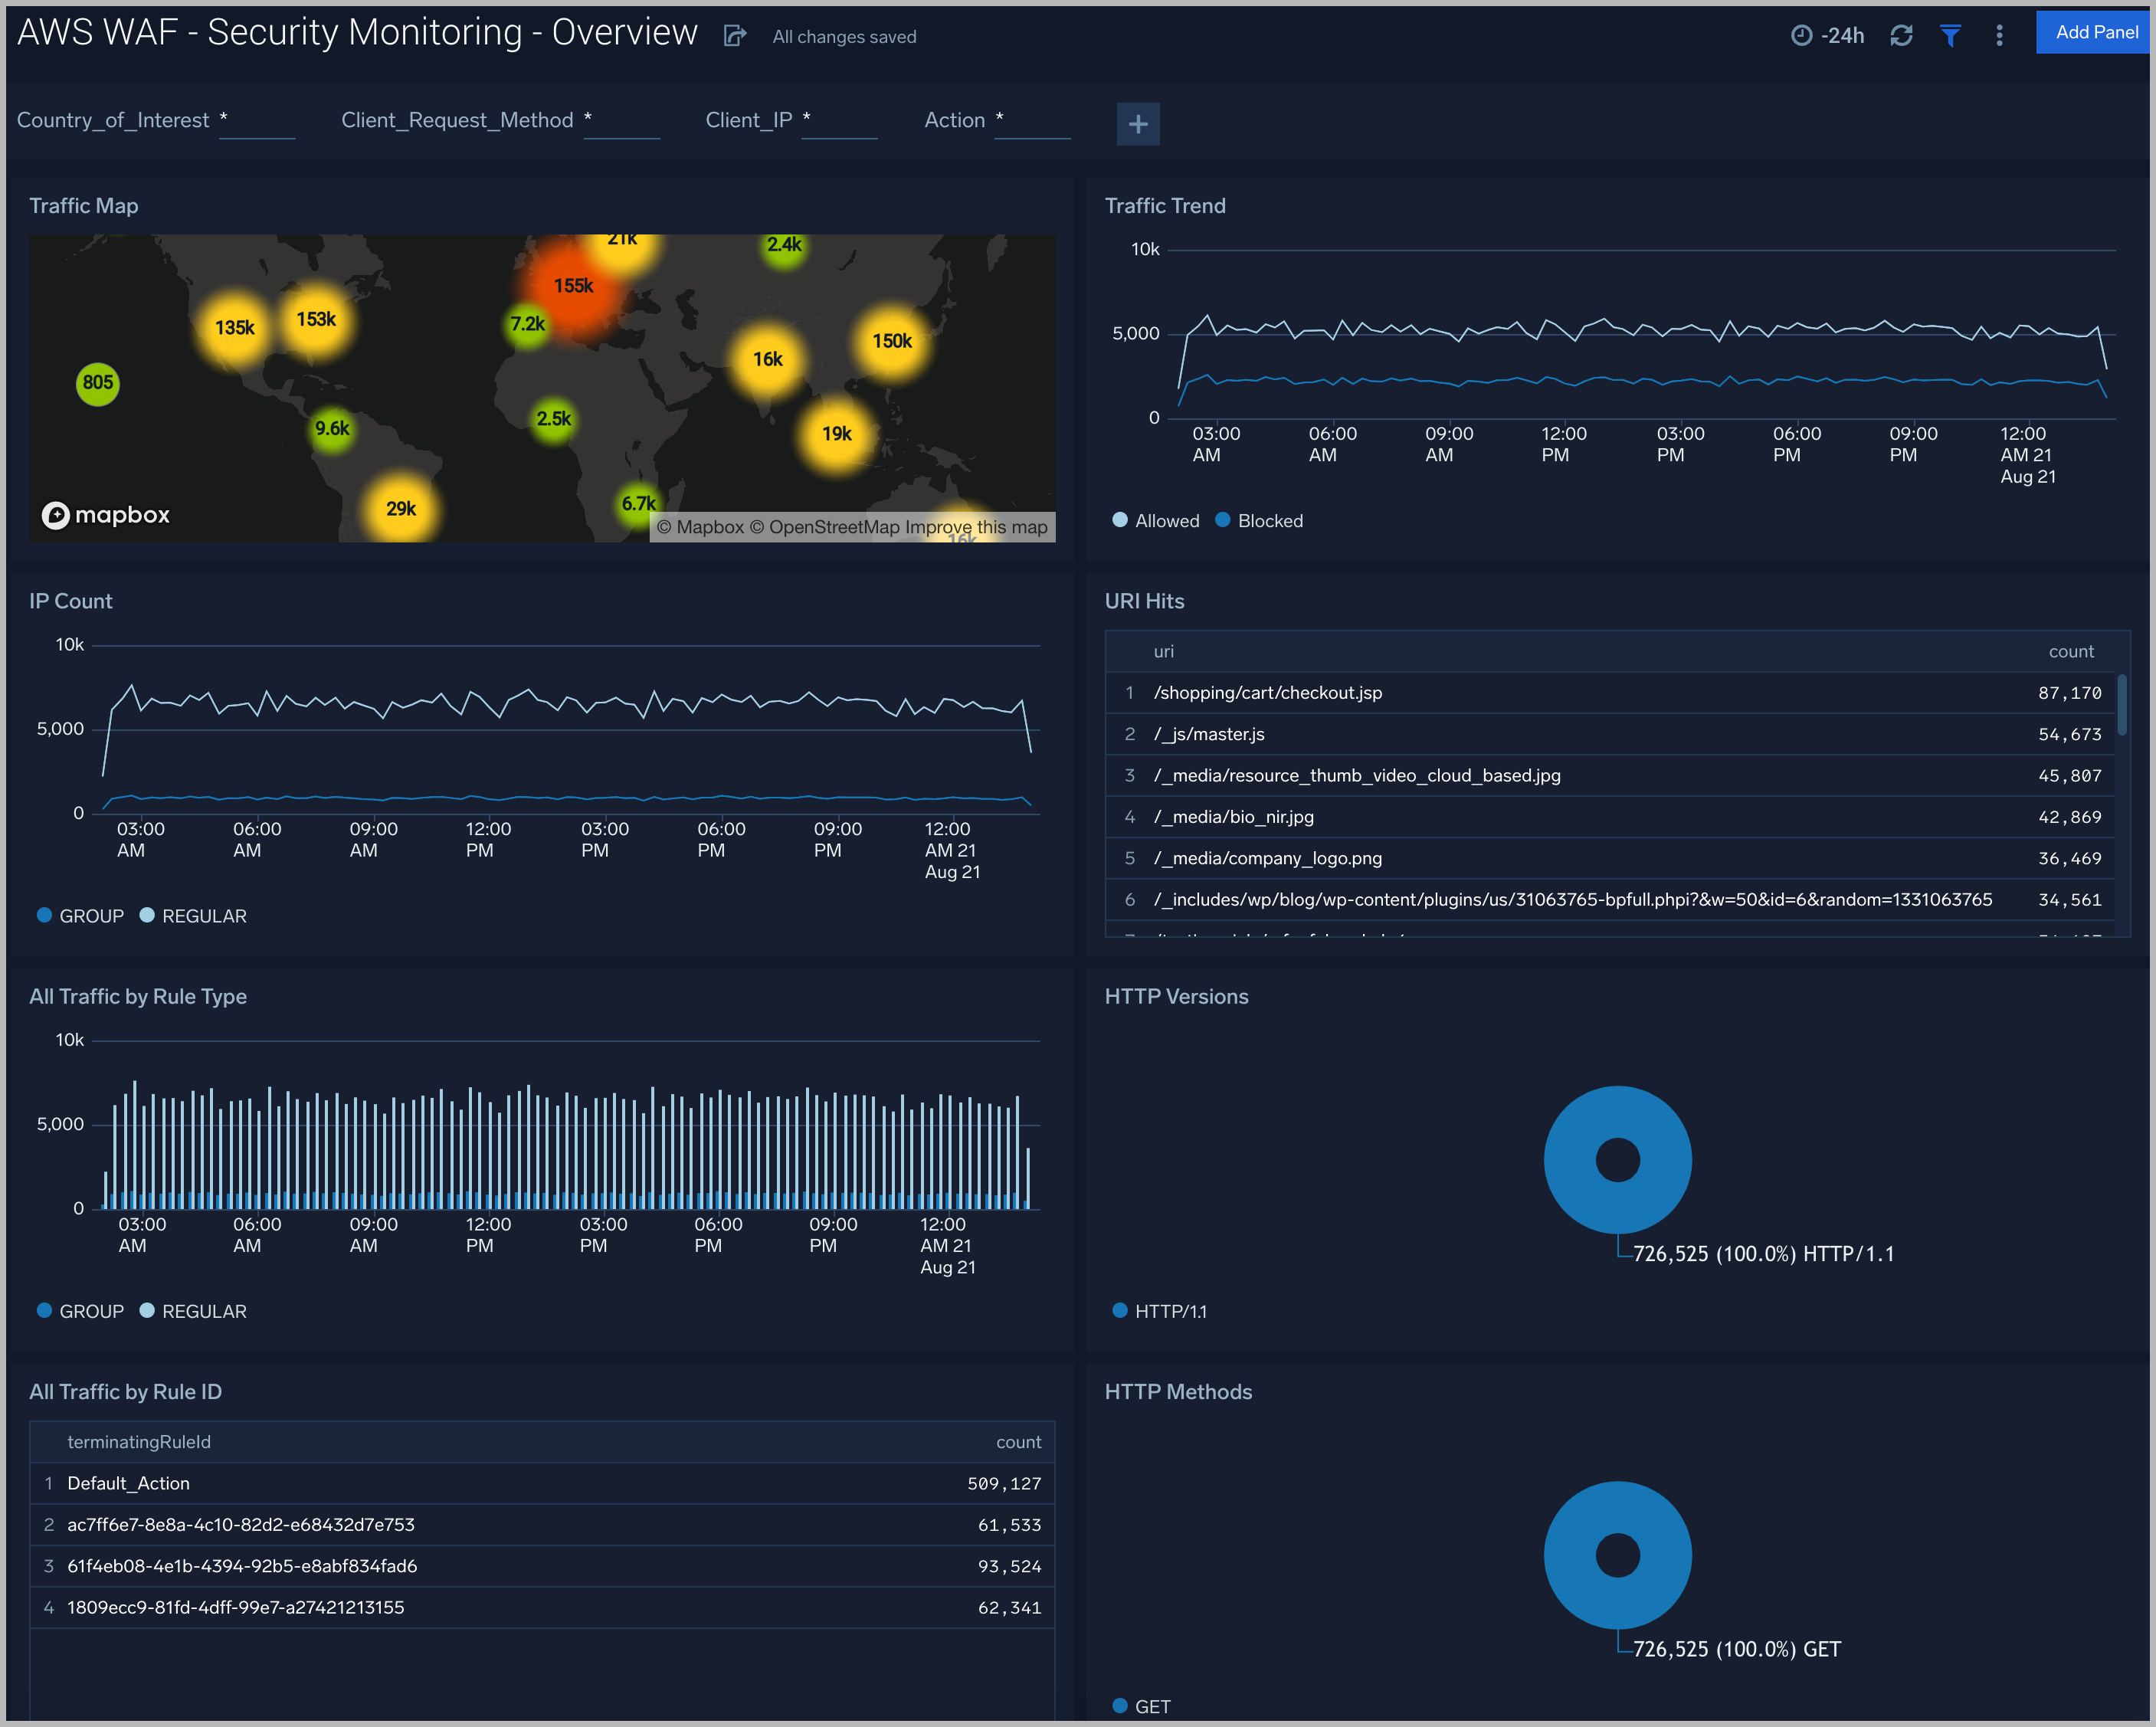 AWS WAF - Security Monitoring - Overview All changes saved -24h Add Panel
Country_of_Interest * Client_Request_Method * Client_IP * Action *
Traffic Map
21k
2.4k
155k
135k
153k
7.2k
150k
16k
805
9.6k
2.5k
19k
29k
6.7k
16k
mapbox
© Mapbox © OpenStreetMap Improve this map
Traffic Trend
10k
5,000
0
03:00 AM
06:00 AM
09:00 AM
12:00 PM
03:00 PM
06:00 PM
09:00 PM
12:00 AM 21 Aug 21
Allowed Blocked
IP Count
10k
5,000
0
03:00 AM
06:00 AM
09:00 AM
12:00 PM
03:00 PM
06:00 PM
09:00 PM
12:00 AM 21 Aug 21
GROUP REGULAR
URI Hits
uri count
1 /shopping/cart/checkout.jsp 87,170
2 /_js/master.js 54,673
3 /_media/resource_thumb_video_cloud_based.jpg 45,807
4 /_media/bio_nir.jpg 42,869
5 /_media/company_logo.png 36,469
6 /_includes/wp/blog/wp-content/plugins/us/31063765-bpfull.phpi?&w=50&id=6&random=1331063765 34,561
All Traffic by Rule Type
10k
5,000
0
03:00 AM
06:00 AM
09:00 AM
12:00 PM
03:00 PM
06:00 PM
09:00 PM
12:00 AM 21 Aug 21
GROUP REGULAR
HTTP Versions
726,525 (100.0%) HTTP/1.1
HTTP/1.1
All Traffic by Rule ID
terminatingRuleId count
1 Default_Action 509,127
2 ac7ff6e7-8e8a-4c10-82d2-e68432d7e753 61,533
3 61f4eb08-4e1b-4394-92b5-e8abf834fad6 93,524
4 1809ecc9-81fd-4dff-99e7-a27421213155 62,341
HTTP Methods
726,525 (100.0%) GET
GET